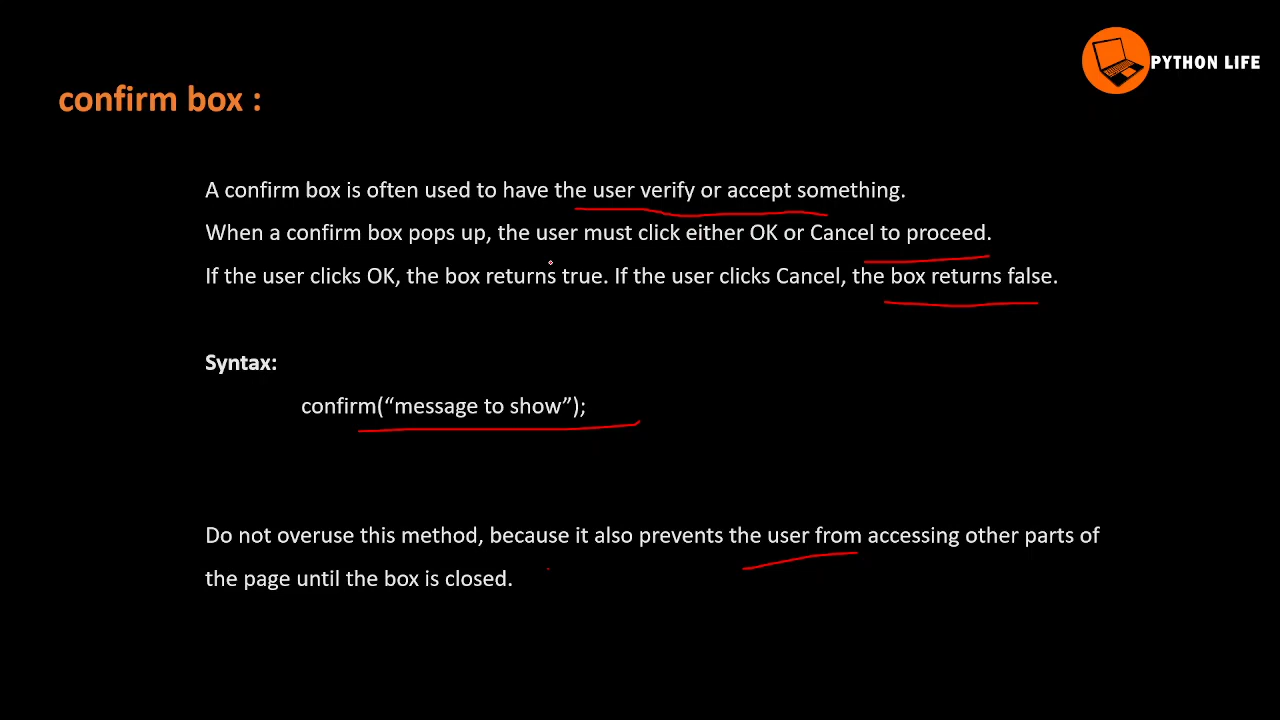 PYTHON LIFE
confirm box :
A confirm box is often used to have the user verify or accept something.
When a confirm box pops up, the user must click either OK or Cancel to proceed.
If the user clicks OK, the box returns true. If the user clicks Cancel, the box returns false.
Syntax:
confirm(“message to show”);
Do not overuse this method, because it also prevents the user from accessing other parts of
the page until the box is closed.